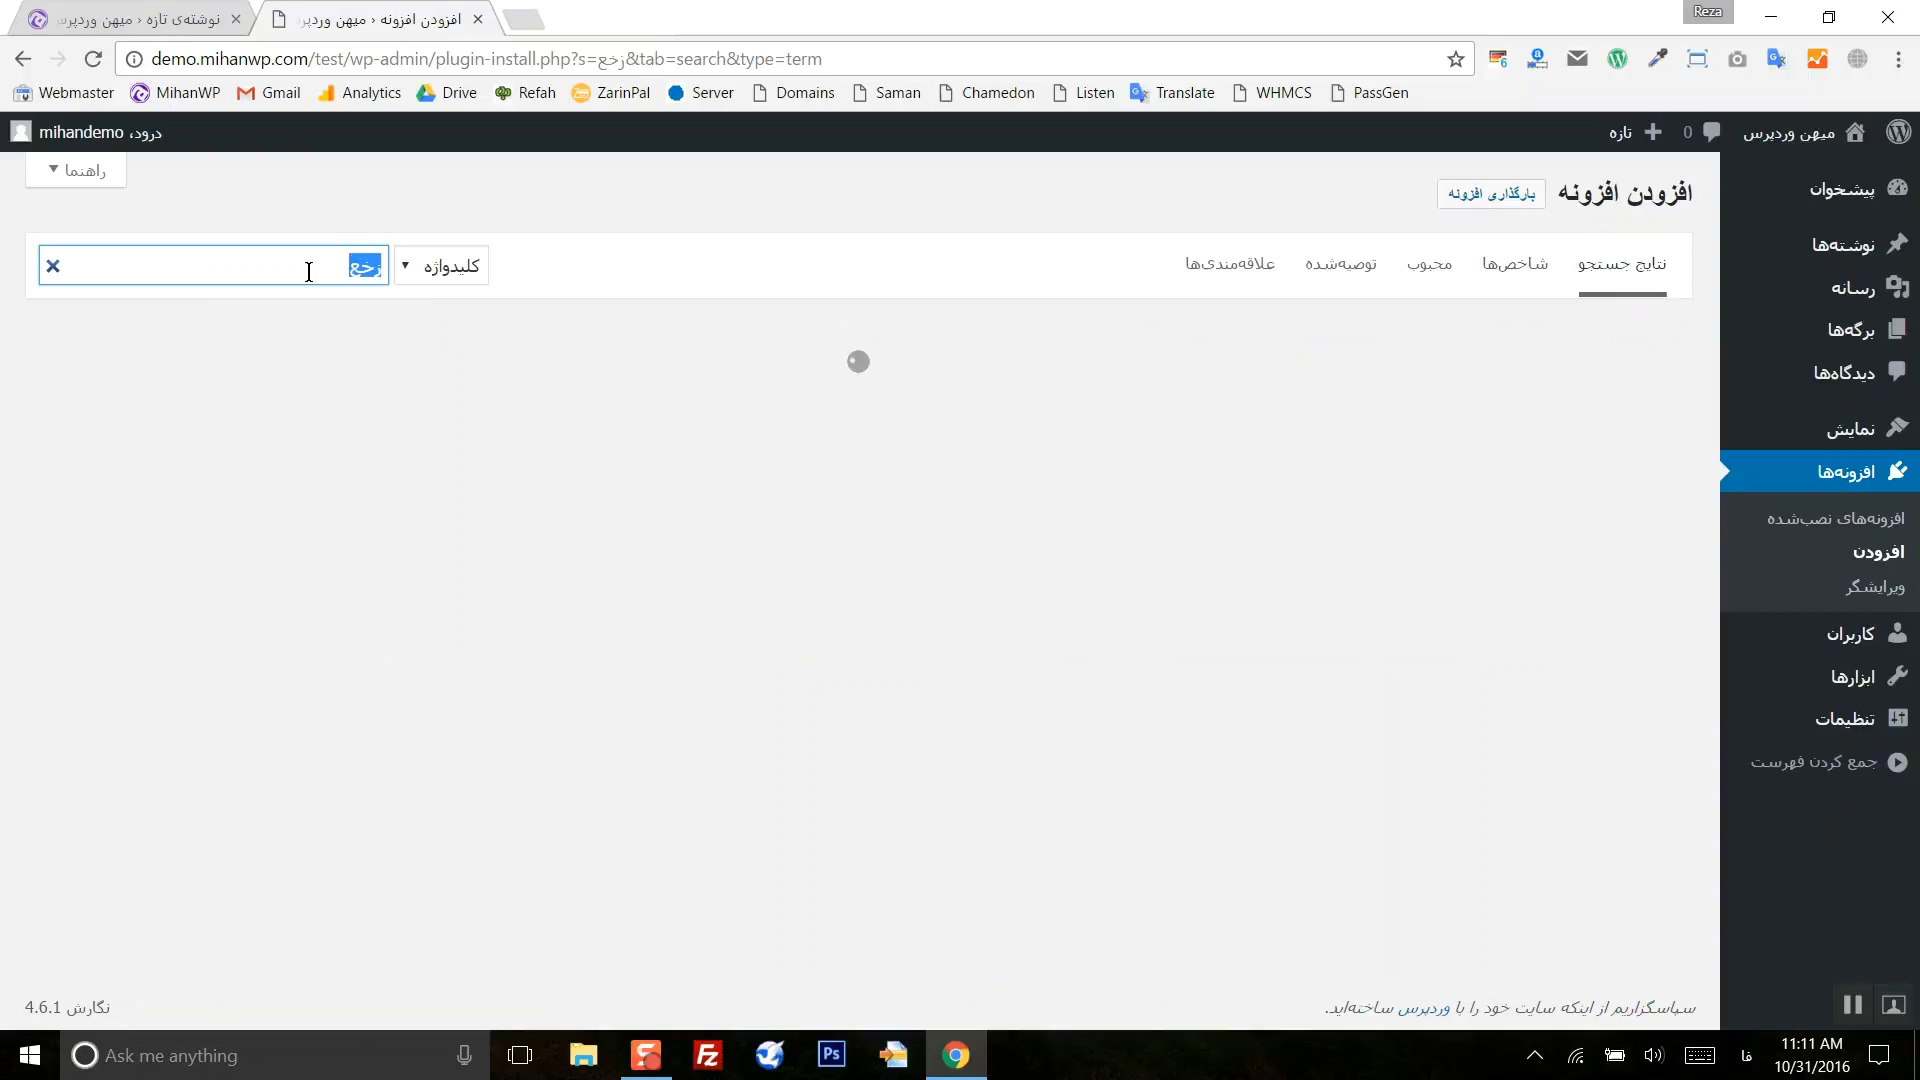 نوشته‌ی تازه ‹ میهن وردپرس
افزودن افزونه ‹ میهن وردپر
Reza
demo.mihanwp.com/test/wp-admin/plugin-install.php?s=زخع&tab=search&type=term
Webmaster MihanWP Gmail Analytics Drive Refah ZarinPal Server Domains Saman Chamedon Listen Translate WHMCS PassGen
میهن وردپرس 0 تازه
درود، mihandemo
راهنما
افزودن افزونه بارگذاری افزونه
نتایج جستجو شاخص‌ها محبوب توصیه‌شده علاقه‌مندی‌ها
کلیدواژه زخع
پیشخوان
نوشته‌ها
رسانه
برگه‌ها
دیدگاه‌ها
نمایش
افزونه‌ها
افزونه‌های نصب‌شده
افزودن
ویرایشگر
کاربران
ابزارها
تنظیمات
جمع کردن فهرست
سپاسگزاریم از اینکه سایت خود را با وردپرس ساخته‌اید.
نگارش 4.6.1
Ask me anything
فا
11:11 AM
10/31/2016